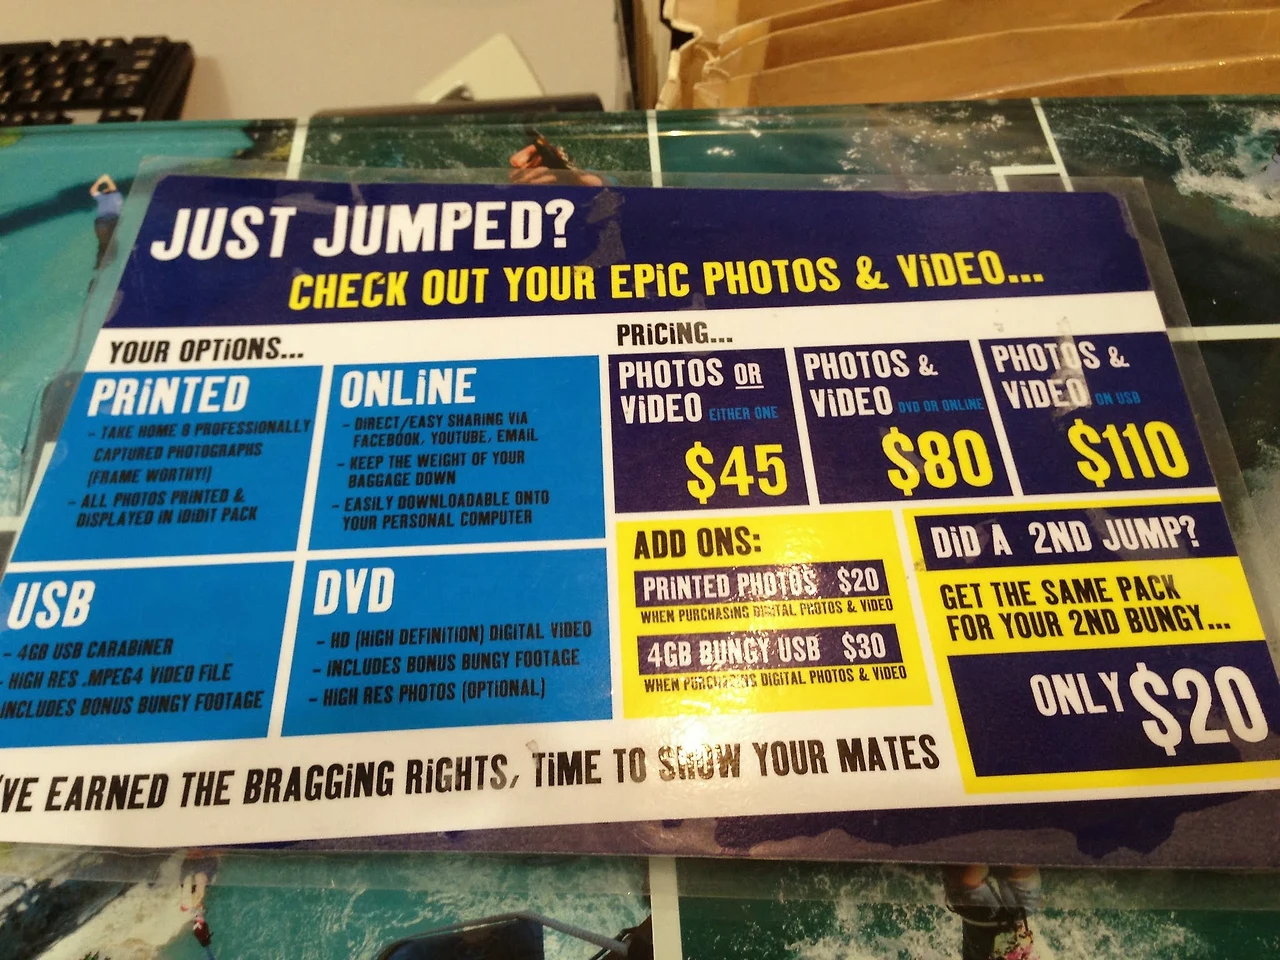 JUST JUMPED?
CHECK OUT YOUR EPiC PHOTOS & ViDEO...
YOUR OPTiONS...
PRiNTED
- TAKE HOME 8 PROFESSIONALLY
CAPTURED PHOTOGRAPHS
(FRAME WORTHY!)
- ALL PHOTOS PRINTED &
DISPLAYED IN iDiDiT PACK
ONLiNE
- DIRECT/EASY SHARING VIA
FACEBOOK, YOUTUBE, EMAIL
- KEEP THE WEIGHT OF YOUR
BAGGAGE DOWN
- EASILY DOWNLOADABLE ONTO
YOUR PERSONAL COMPUTER
USB
- 4GB USB CARABINER
- HIGH RES .MPEG4 VIDEO FILE
INCLUDES BONUS BUNGY FOOTAGE
DVD
- HD (HIGH DEFINITION) DIGITAL VIDEO
- INCLUDES BONUS BUNGY FOOTAGE
- HIGH RES PHOTOS (OPTIONAL)
PRiCiNG...
PHOTOS OR
ViDEO EITHER ONE
$45
PHOTOS &
ViDEO DVD OR ONLINE
$80
PHOTOS &
ViDEO ON USB
$110
ADD ONS:
PRINTED PHOTOS $20
WHEN PURCHASING DIGITAL PHOTOS & VIDEO
4GB BUNGY USB $30
WHEN PURCHASING DIGITAL PHOTOS & VIDEO
DiD A 2ND JUMP?
GET THE SAME PACK
FOR YOUR 2ND BUNGY...
ONLY $20
'VE EARNED THE BRAGGiNG RiGHTS, TiME TO SHOW YOUR MATES